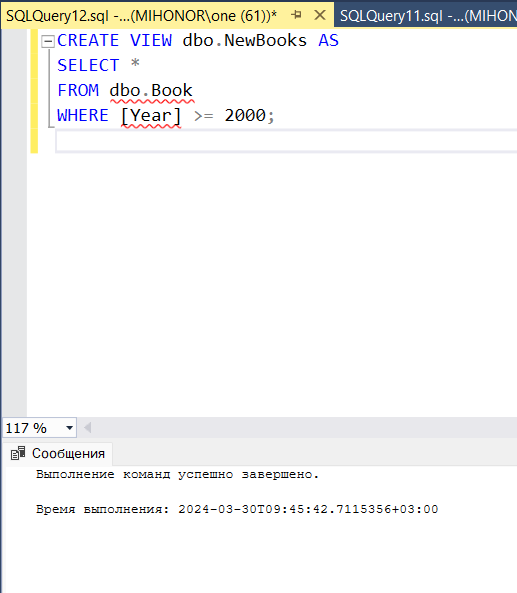 SQLQuery12.sql -...(MIHONOR\one (61))* SQLQuery11.sql -...(MIHON
CREATE VIEW dbo.NewBooks AS
SELECT *
FROM dbo.Book
WHERE [Year] >= 2000;
117 %
Сообщения
Выполнение команд успешно завершено.
Время выполнения: 2024-03-30T09:45:42.7115356+03:00